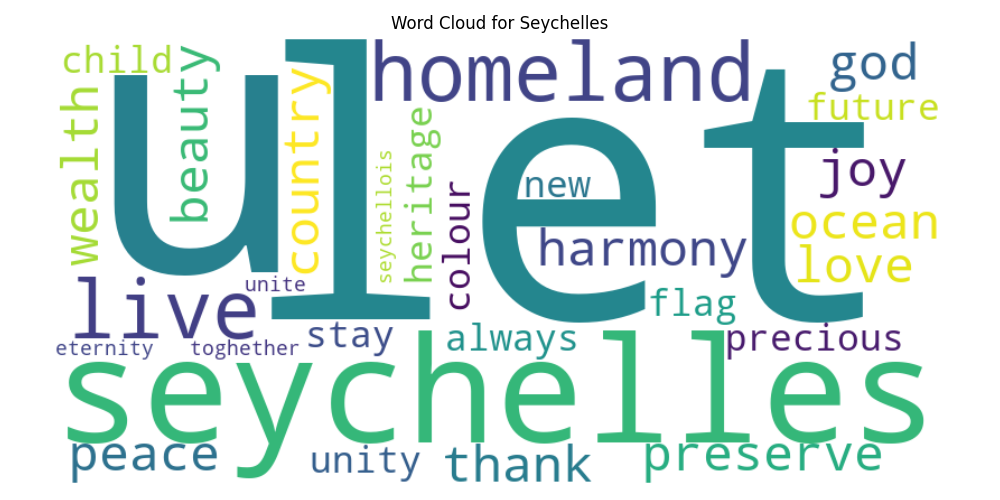 Word Cloud for Seychelles
child
wealth
beauty
u let
country
homeland
god
future
seychellois
heritage
colour
new
harmony
joy
ocean
love
live
unite
flag
eternity
toghether
stay
always
precious
seychelles
peace
unity
thank
preserve